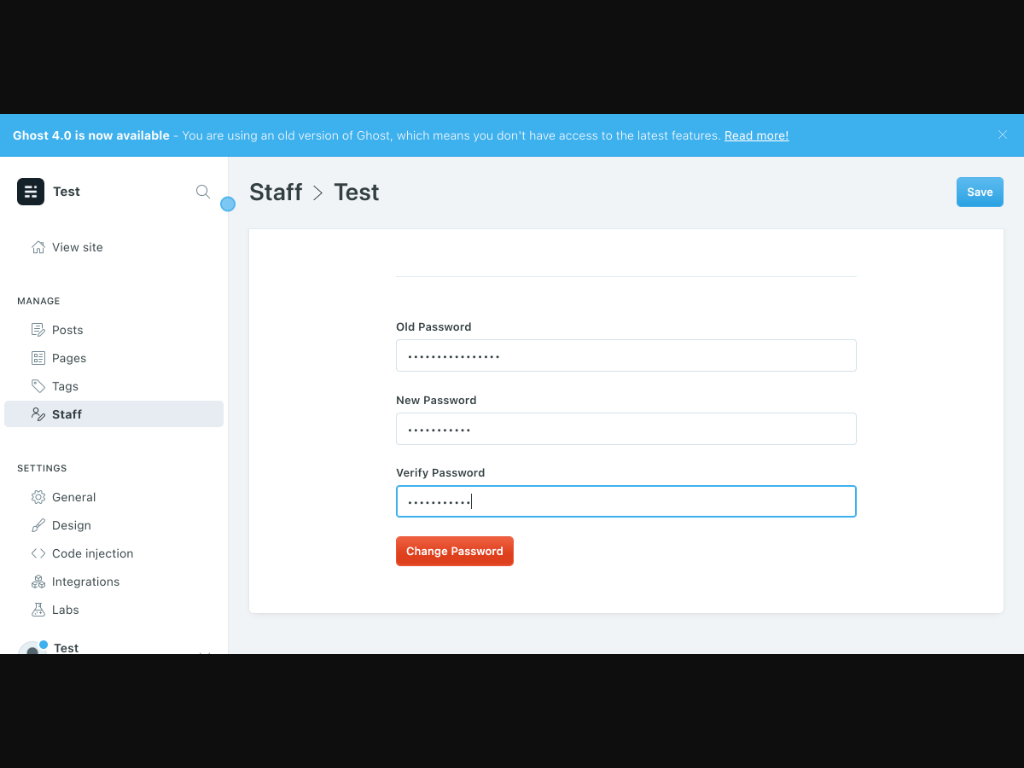 Ghost 4.0 is now available - You are using an old version of Ghost, which means you don't have access to the latest features. Read more!
Test
Staff > Test
Save
View site
MANAGE
Posts
Pages
Tags
Staff
SETTINGS
General
Design
Code injection
Integrations
Labs
Test
Old Password
••••••••••••••••
New Password
•••••••••••
Verify Password
•••••••••••
Change Password